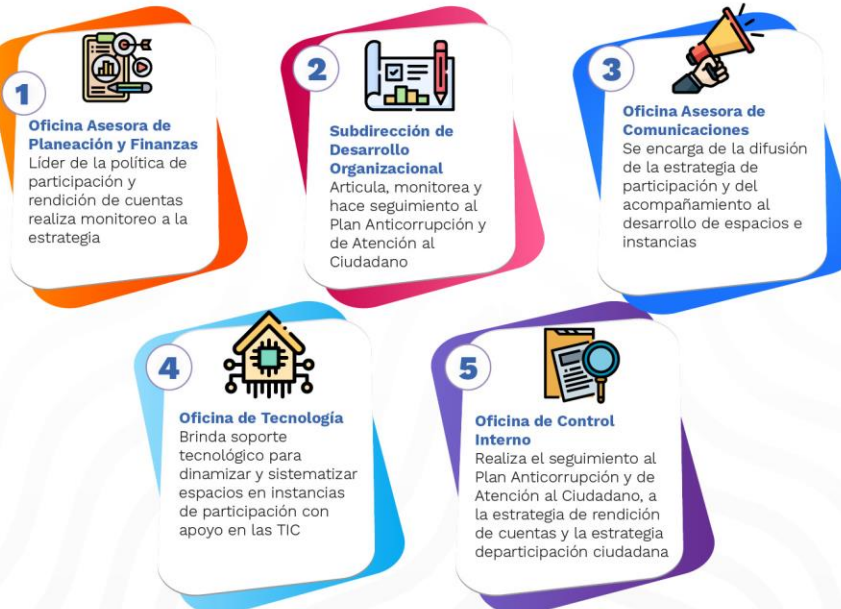 1
Oficina Asesora de
Planeación y Finanzas
Líder de la política de
participación y
rendición de cuentas
realiza monitoreo a la
estrategia
2
Subdirección de
Desarrollo
Organizacional
Articula, monitorea y
hace seguimiento al
Plan Anticorrupción y
de Atención al
Ciudadano
3
Oficina Asesora de
Comunicaciones
Se encarga de la difusión
de la estrategia de
participación y del
acompañamiento al
desarrollo de espacios e
instancias
4
Oficina de Tecnología
Brinda soporte
tecnológico para
dinamizar y sistematizar
espacios en instancias
de participación con
apoyo en las TIC
5
Oficina de Control
Interno
Realiza el seguimiento al
Plan Anticorrupción y de
Atención al Ciudadano, a
la estrategia de rendición
de cuentas y la estrategia
departicipación ciudadana